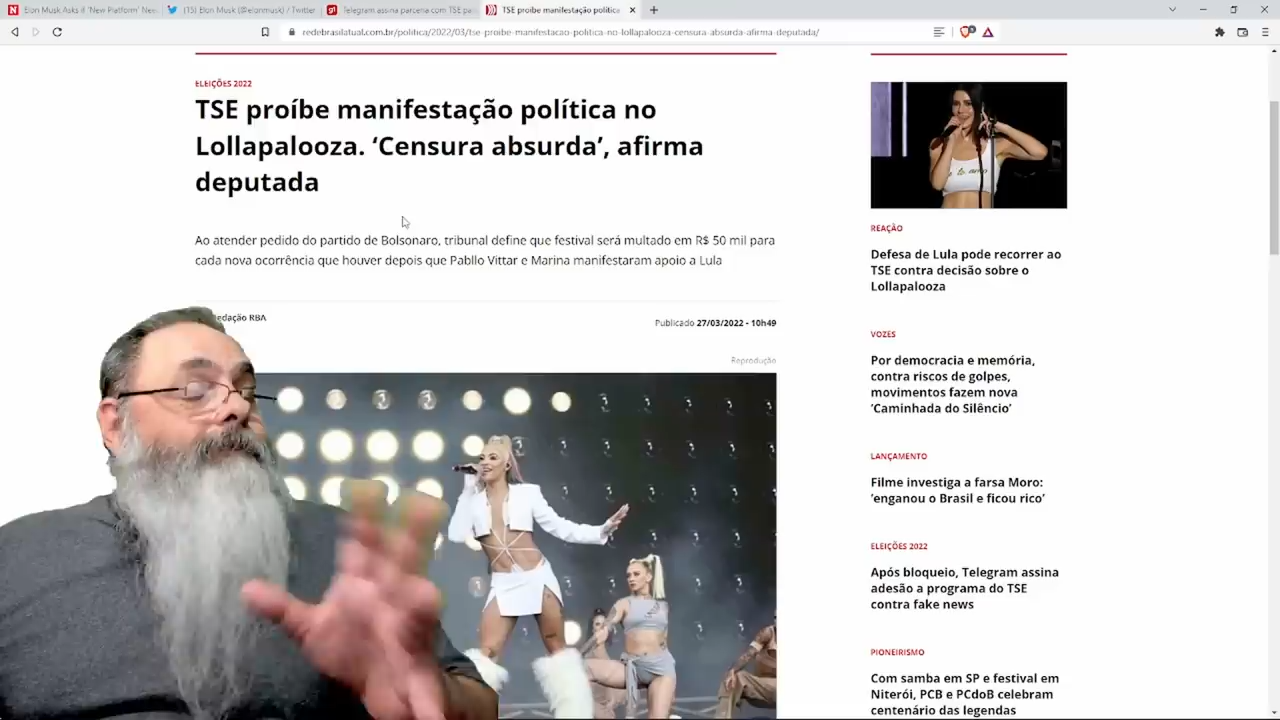 Elon Musk Asks if 'New Platform' Nee
(15) Elon Musk (@elonmusk) / Twitter
Telegram assina parceria com TSE pa
TSE proíbe manifestação política
redebrasilatual.com.br/politica/2022/03/tse-proibe-manifestacao-politica-no-lollapalooza-censura-absurda-afirma-deputada/
ELEIÇÕES 2022
TSE proíbe manifestação política no
Lollapalooza. ‘Censura absurda’, afirma
deputada
Ao atender pedido do partido de Bolsonaro, tribunal define que festival será multado em R$ 50 mil para
cada nova ocorrência que houver depois que Pabllo Vittar e Marina manifestaram apoio a Lula
edação RBA
Publicado 27/03/2022 - 10h49
Reprodução
REAÇÃO
Defesa de Lula pode recorrer ao
TSE contra decisão sobre o
Lollapalooza
VOZES
Por democracia e memória,
contra riscos de golpes,
movimentos fazem nova
‘Caminhada do Silêncio’
LANÇAMENTO
Filme investiga a farsa Moro:
‘enganou o Brasil e ficou rico’
ELEIÇÕES 2022
Após bloqueio, Telegram assina
adesão a programa do TSE
contra fake news
PIONEIRISMO
Com samba em SP e festival em
Niterói, PCB e PCdoB celebram
centenário das legendas